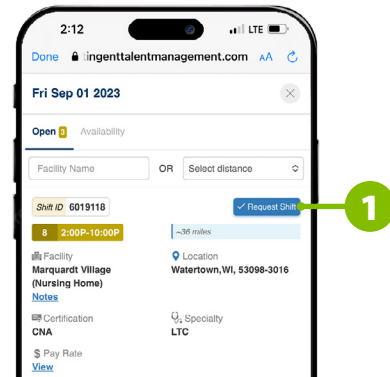 2:12 LTE
Done tingenttalentmanagement.com AA
Fri Sep 01 2023
Open 3 Availability
Facility Name OR Select distance
Shift ID 6019118 Request Shift
1
8 2:00P-10:00P ~36 miles
Facility Location
Marquardt Village Watertown,WI, 53098-3016
(Nursing Home)
Notes
Certification Specialty
CNA LTC
$ Pay Rate
View